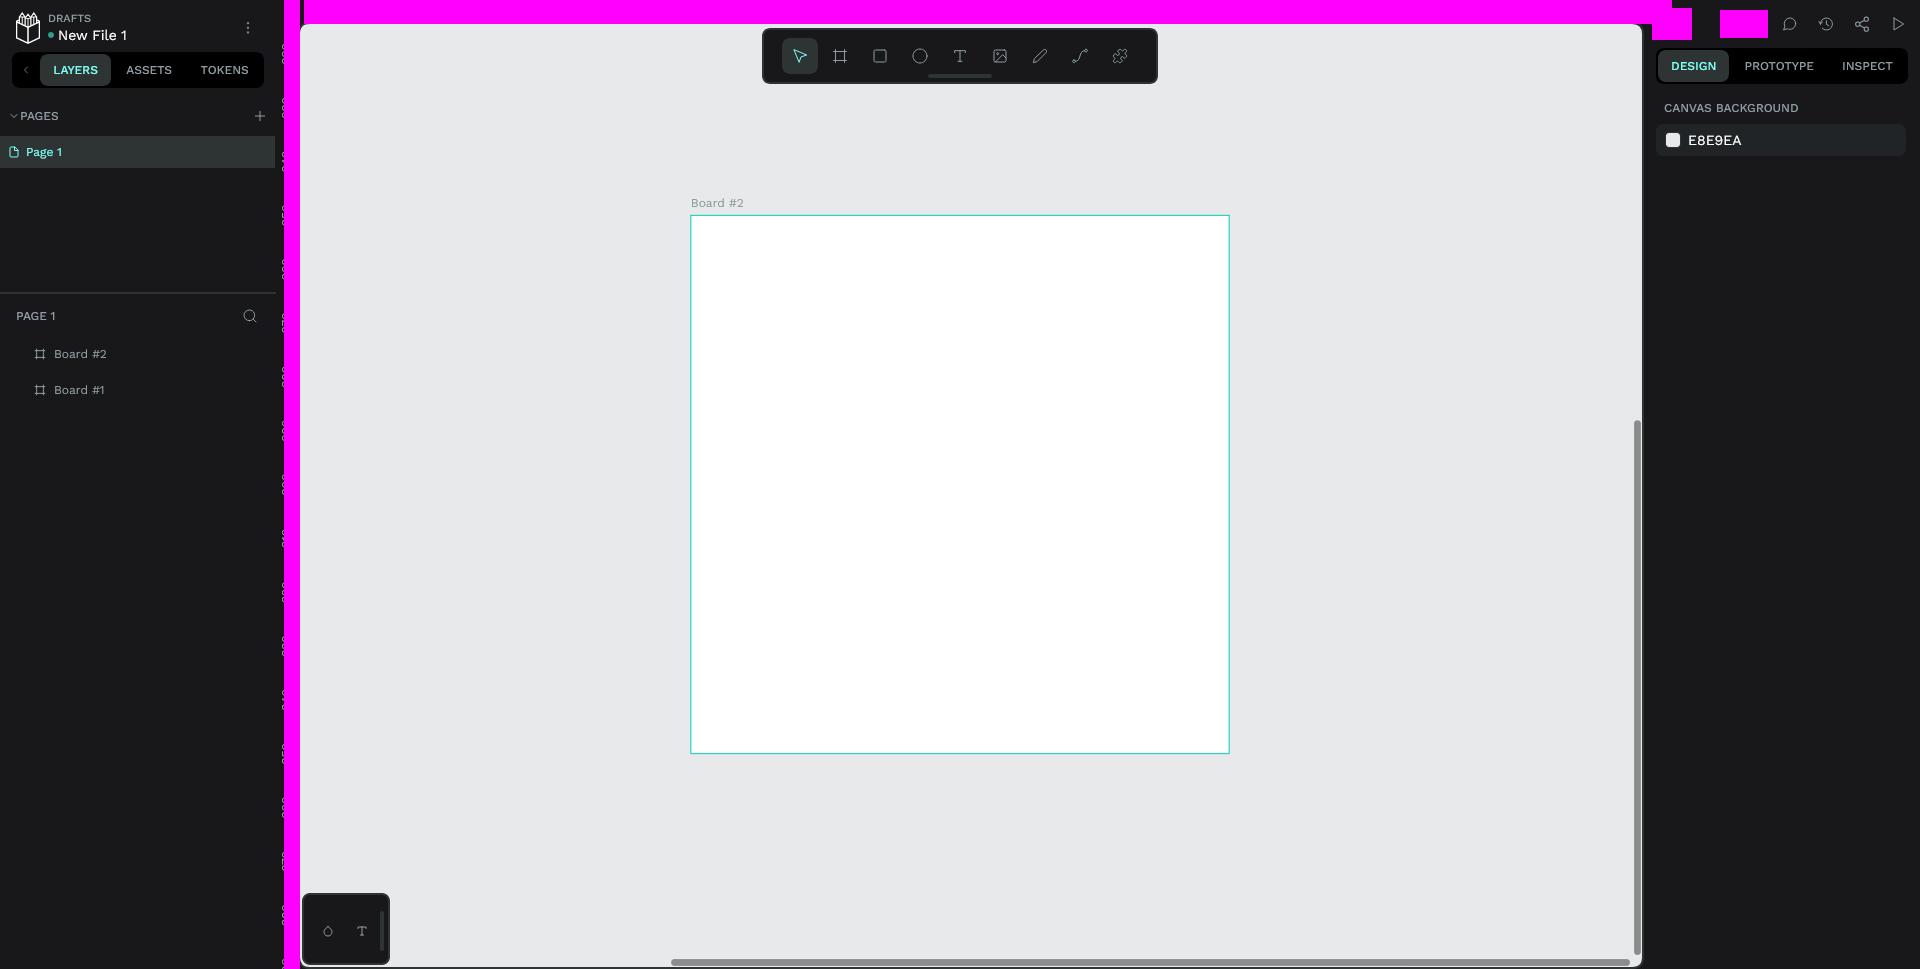 DRAFTS
New File 1
LAYERS
ASSETS
TOKENS
PAGES
Page 1
PAGE 1
Board #2
Board #1
Board #2
DESIGN
PROTOTYPE
INSPECT
CANVAS BACKGROUND
E8E9EA